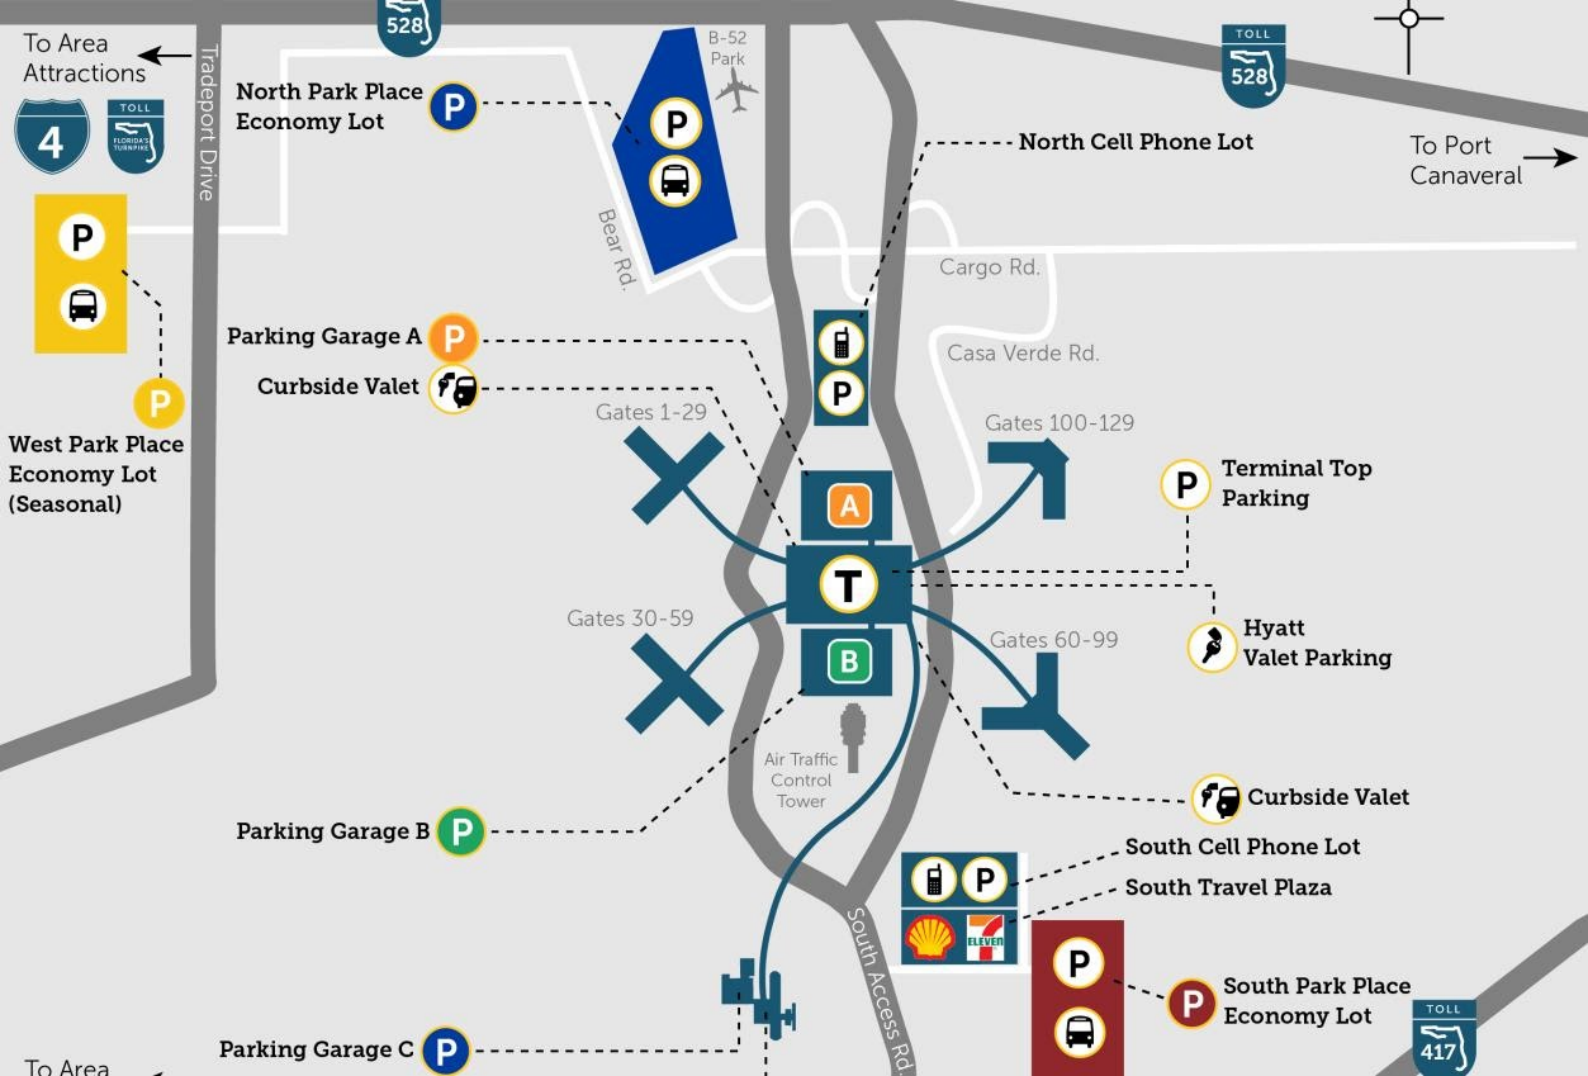 528
To Area
Attractions
4
TOLL
FLORIDA'S
TURNPIKE
Tradeport Drive
North Park Place
Economy Lot
P
P
B-52
Park
TOLL
528
North Cell Phone Lot
To Port
Canaveral
P
Bear Rd.
Cargo Rd.
Parking Garage A
P
Curbside Valet
P
Casa Verde Rd.
P
West Park Place
Economy Lot
(Seasonal)
Gates 1-29
Gates 100-129
P
Terminal Top
Parking
A
T
Gates 30-59
B
Gates 60-99
Hyatt
Valet Parking
Air Traffic
Control
Tower
Curbside Valet
Parking Garage B
P
South Cell Phone Lot
P
South Travel Plaza
7
ELEVEN
South Access Rd.
P
P
South Park Place
Economy Lot
TOLL
417
Parking Garage C
P
To Area